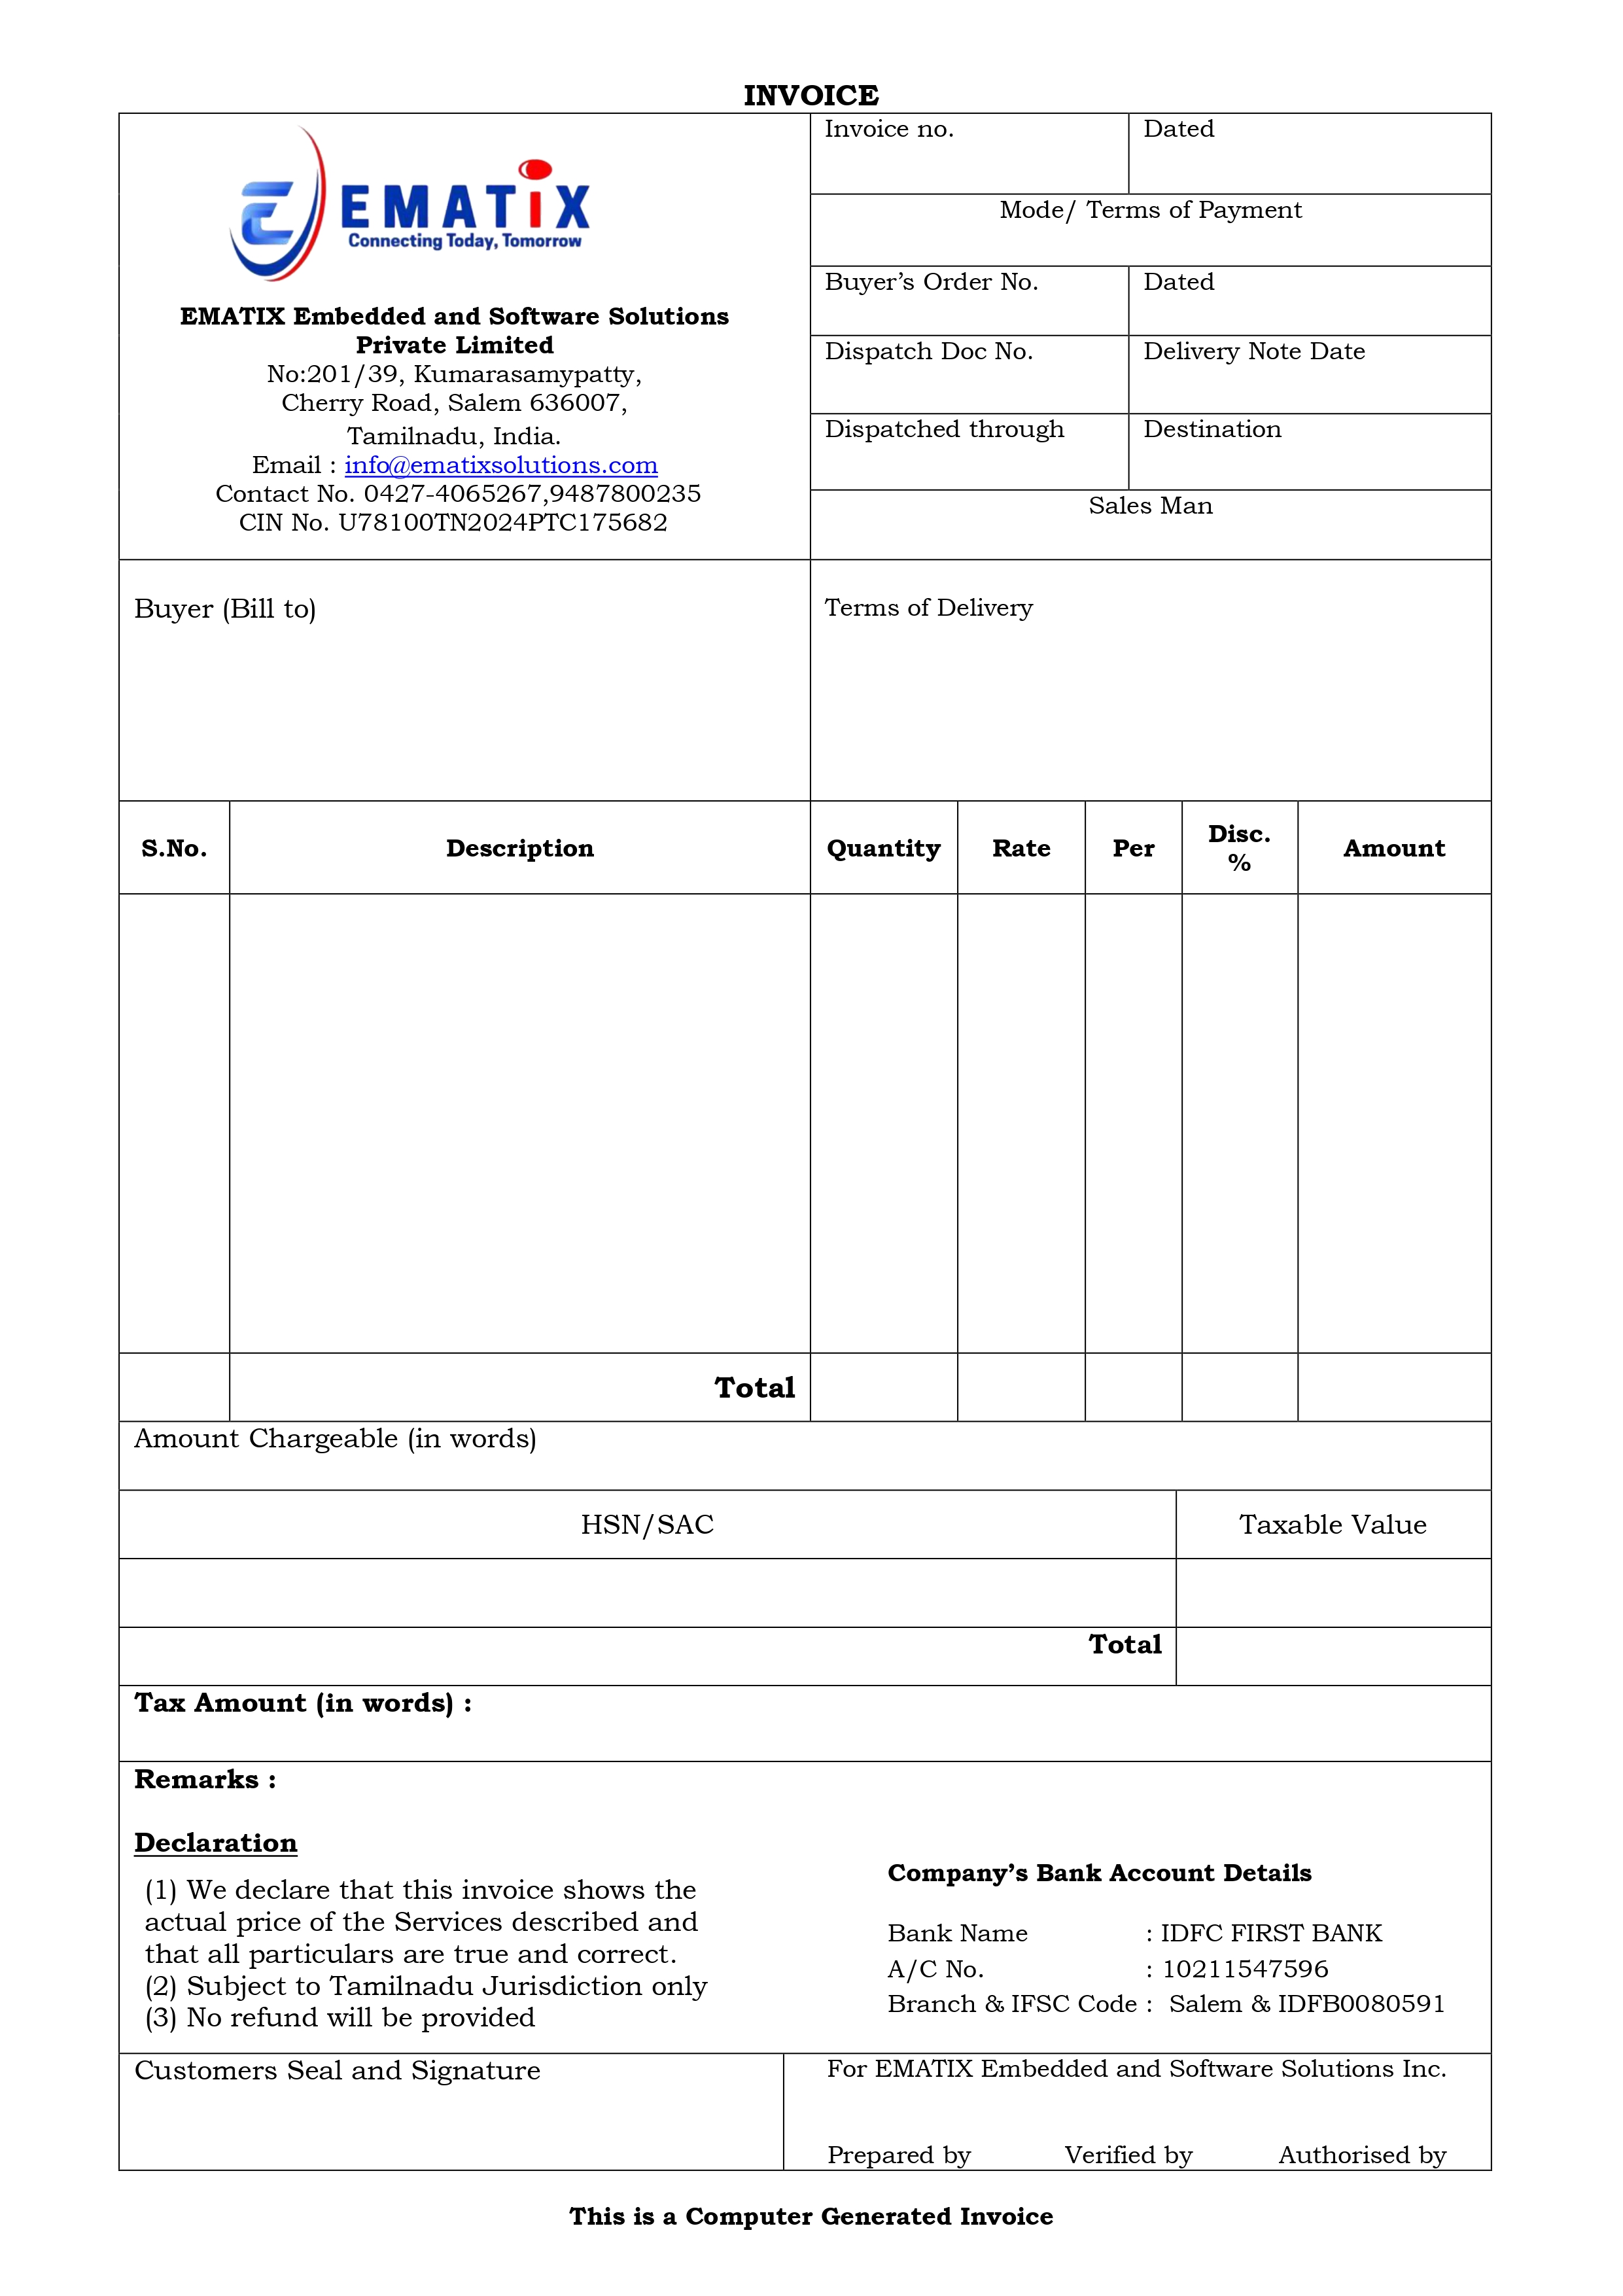 INVOICE
EMATiX
Connecting Today, Tomorrow
EMATIX Embedded and Software Solutions
Private Limited
No:201/39, Kumarasamypatty,
Cherry Road, Salem 636007,
Tamilnadu, India.
Email : info@ematixsolutions.com
Contact No. 0427-4065267,9487800235
CIN No. U78100TN2024PTC175682
Invoice no. Dated
Mode/ Terms of Payment
Buyer’s Order No. Dated
Dispatch Doc No. Delivery Note Date
Dispatched through Destination
Sales Man
Buyer (Bill to) Terms of Delivery
S.No. Description Quantity Rate Per Disc. % Amount
Total
Amount Chargeable (in words)
HSN/SAC Taxable Value
Total
Tax Amount (in words) :
Remarks :
Declaration
(1) We declare that this invoice shows the
actual price of the Services described and
that all particulars are true and correct.
(2) Subject to Tamilnadu Jurisdiction only
(3) No refund will be provided
Company’s Bank Account Details
Bank Name : IDFC FIRST BANK
A/C No. : 10211547596
Branch & IFSC Code : Salem & IDFB0080591
Customers Seal and Signature
For EMATIX Embedded and Software Solutions Inc.
Prepared by Verified by Authorised by
This is a Computer Generated Invoice